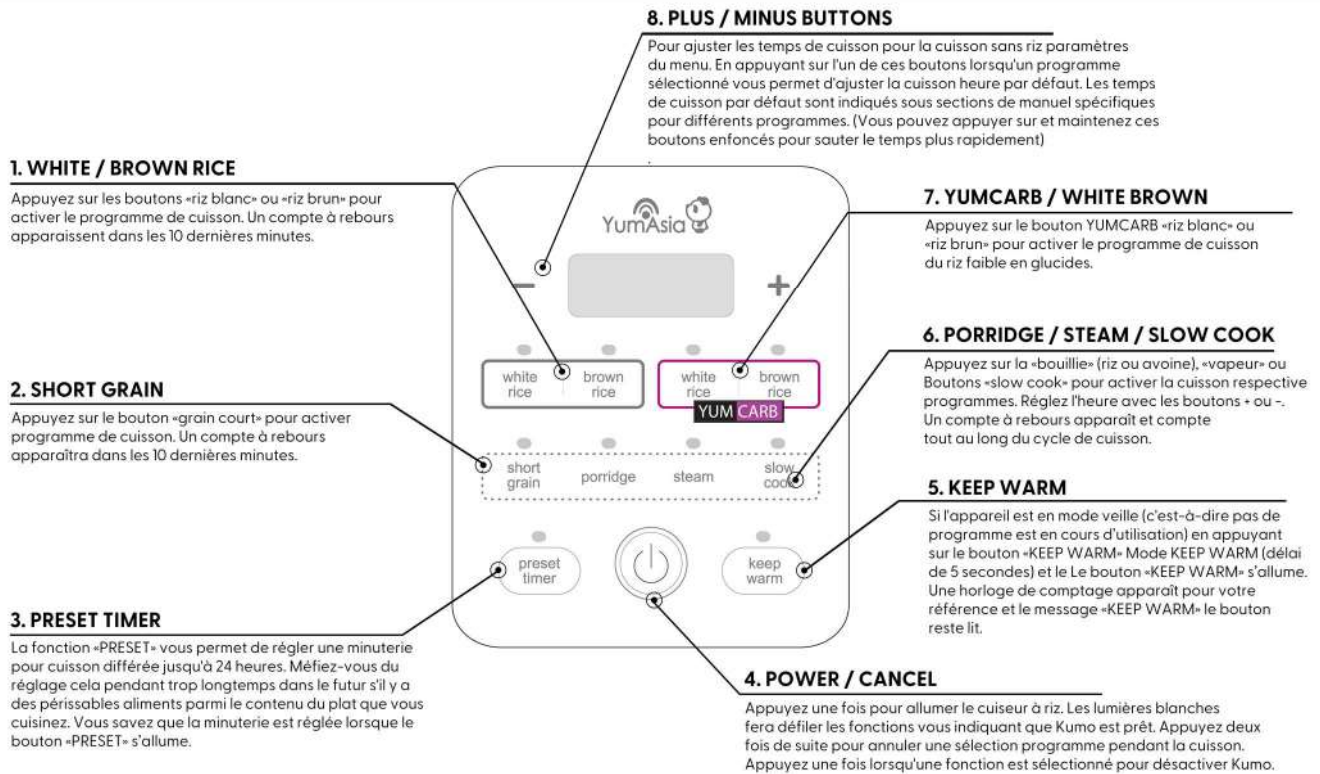 8. PLUS / MINUS BUTTONS
Pour ajuster les temps de cuisson pour la cuisson sans riz paramètres
du menu. En appuyant sur l'un de ces boutons lorsqu'un programme
sélectionné vous permet d'ajuster la cuisson heure par défaut. Les temps
de cuisson par défaut sont indiqués sous sections de manuel spécifiques
pour différents programmes. (Vous pouvez appuyer sur et maintenez ces
boutons enfoncés pour sauter le temps plus rapidement)
.
1. WHITE / BROWN RICE
Appuyez sur les boutons «riz blanc» ou «riz brun» pour
activer le programme de cuisson. Un compte à rebours
apparaissent dans les 10 dernières minutes.
2. SHORT GRAIN
Appuyez sur le bouton «grain court» pour activer
programme de cuisson. Un compte à rebours
apparaîtra dans les 10 dernières minutes.
3. PRESET TIMER
La fonction «PRESET» vous permet de régler une minuterie
pour cuisson différée jusqu'à 24 heures. Méfiez-vous du
réglage cela pendant trop longtemps dans le futur s'il y a
des périssables aliments parmi le contenu du plat que vous
cuisinez. Vous savez que la minuterie est réglée lorsque le
bouton «PRESET» s'allume.
YumAsia
− +
white rice
brown rice
white rice
brown rice
YUM CARB
short grain
porridge
steam
slow cook
preset timer
keep warm
7. YUMCARB / WHITE BROWN
Appuyez sur le bouton YUMCARB «riz blanc» ou
«riz brun» pour activer le programme de cuisson
du riz faible en glucides.
6. PORRIDGE / STEAM / SLOW COOK
Appuyez sur la «bouillie» (riz ou avoine), «vapeur» ou
Boutons «slow cook» pour activer la cuisson respective
programmes. Réglez l'heure avec les boutons + ou -.
Un compte à rebours apparaît et compte
tout au long du cycle de cuisson.
5. KEEP WARM
Si l'appareil est en mode veille (c'est-à-dire pas de
programme est en cours d'utilisation) en appuyant
sur le bouton «KEEP WARM» Mode KEEP WARM (délai
de 5 secondes) et le Le bouton «KEEP WARM» s'allume.
Une horloge de comptage apparaît pour votre
référence et le message «KEEP WARM» le bouton
reste lit.
4. POWER / CANCEL
Appuyez une fois pour allumer le cuiseur à riz. Les lumières blanches
fera défiler les fonctions vous indiquant que Kumo est prêt. Appuyez deux
fois de suite pour annuler une sélection programme pendant la cuisson.
Appuyez une fois lorsqu'une fonction est sélectionné pour désactiver Kumo.